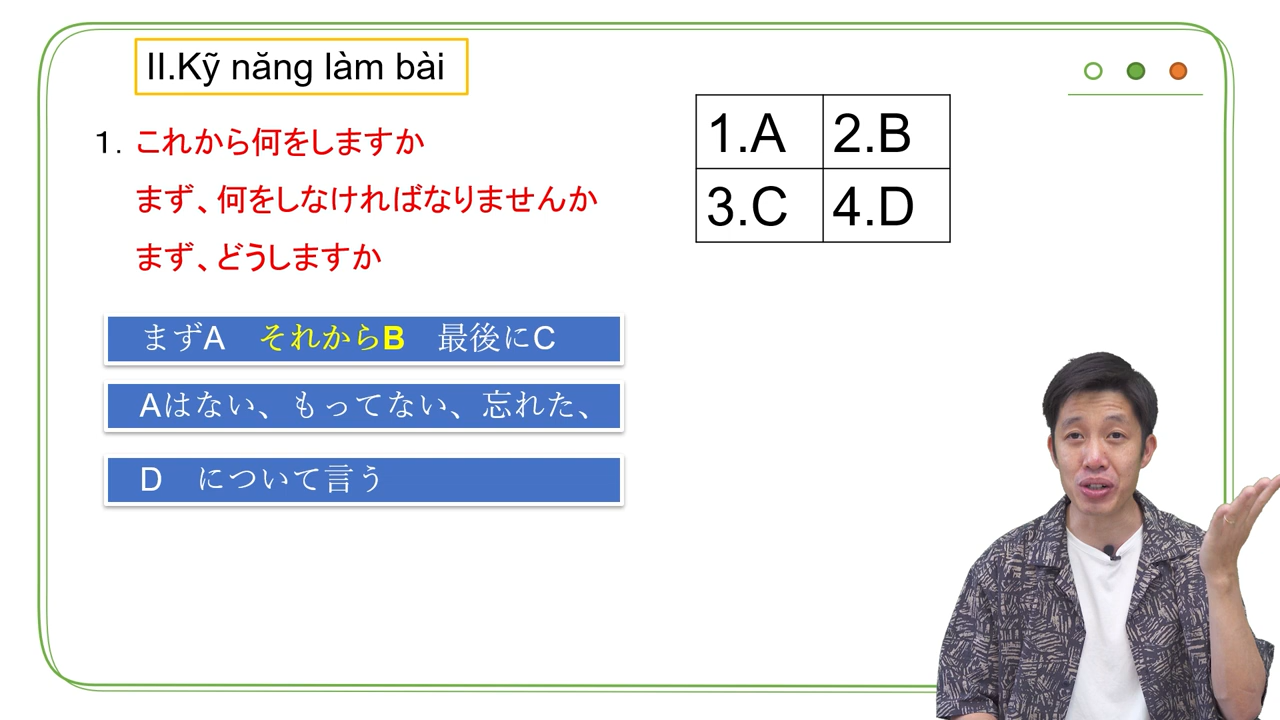 II.Kỹ năng làm bài
1. これから何をしますか
まず、何をしなければなりませんか
まず、どうしますか
1.A 2.B
3.C 4.D
まずA　それからB　最後にC
Aはない、もってない、忘れた、
D　について言う